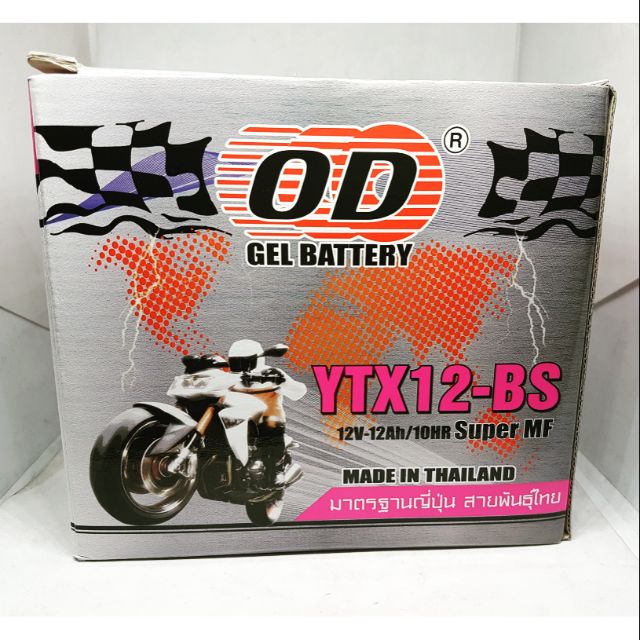 OD ®
GEL BATTERY
YTX12-BS
12V-12Ah/10HR Super MF
MADE IN THAILAND
มาตรฐานญี่ปุ่น สายพันธุ์ไทย